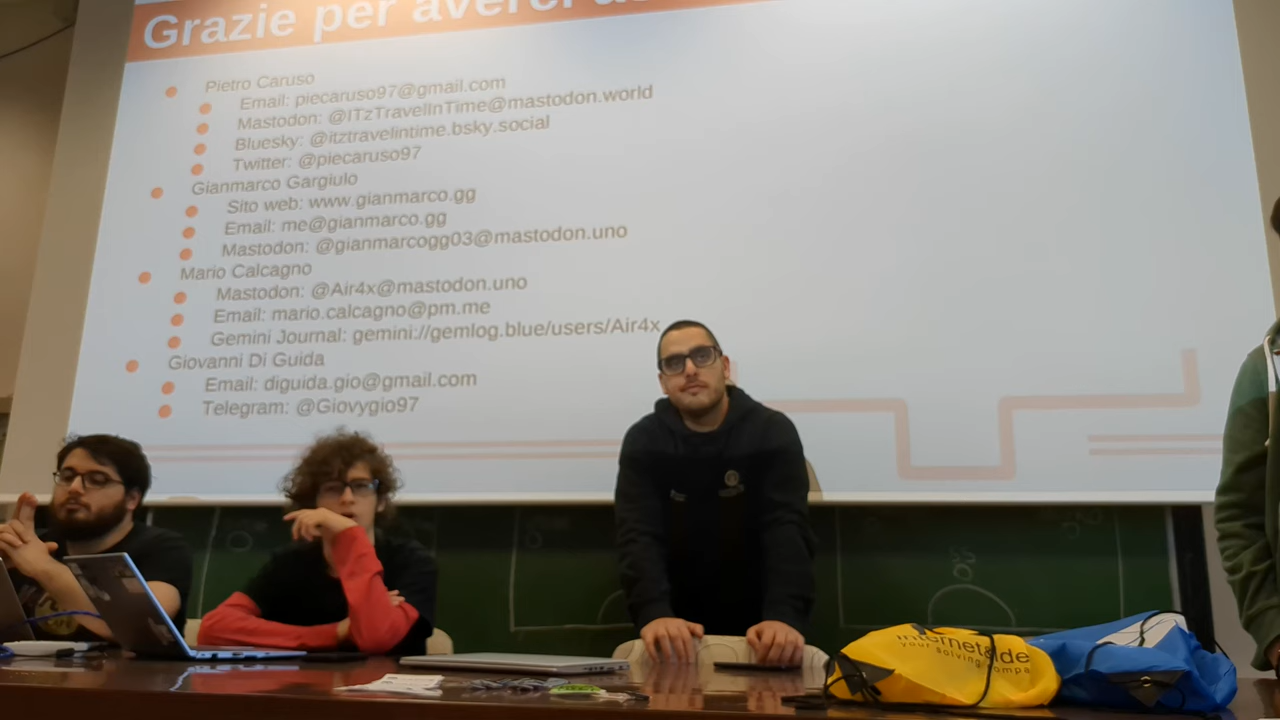 Grazie per averci
Pietro Caruso
Email: piecaruso97@gmail.com
Mastodon: @ITzTravelInTime@mastodon.world
Bluesky: @itztravelintime.bsky.social
Twitter: @piecaruso97
Gianmarco Gargiulo
Sito web: www.gianmarco.gg
Email: me@gianmarco.gg
Mastodon: @gianmarcogg03@mastodon.uno
Mario Calcagno
Mastodon: @Air4x@mastodon.uno
Email: mario.calcagno@pm.me
Gemini Journal: gemini://gemlog.blue/users/Air4x
Giovanni Di Guida
Email: diguida.gio@gmail.com
Telegram: @Giovygio97
your solving compa